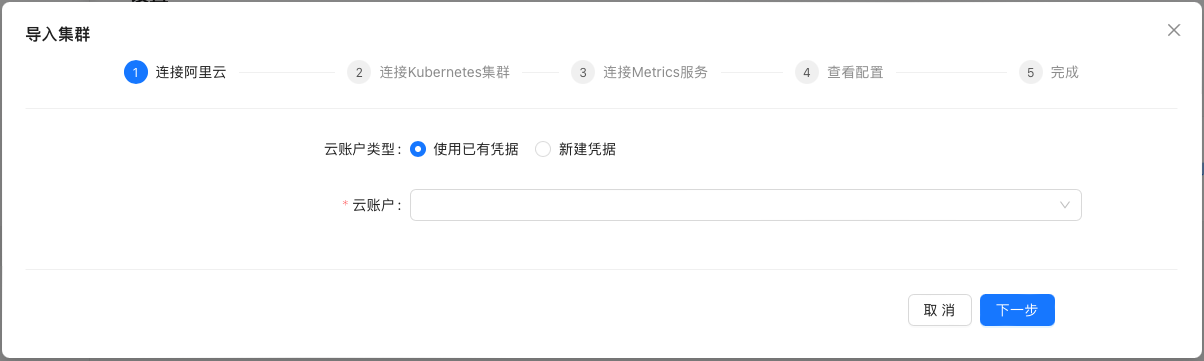 导入集群
1 连接阿里云 2 连接Kubernetes集群 3 连接Metrics服务 4 查看配置 5 完成
云账户类型: 使用已有凭据 新建凭据
* 云账户:
取 消 下一步